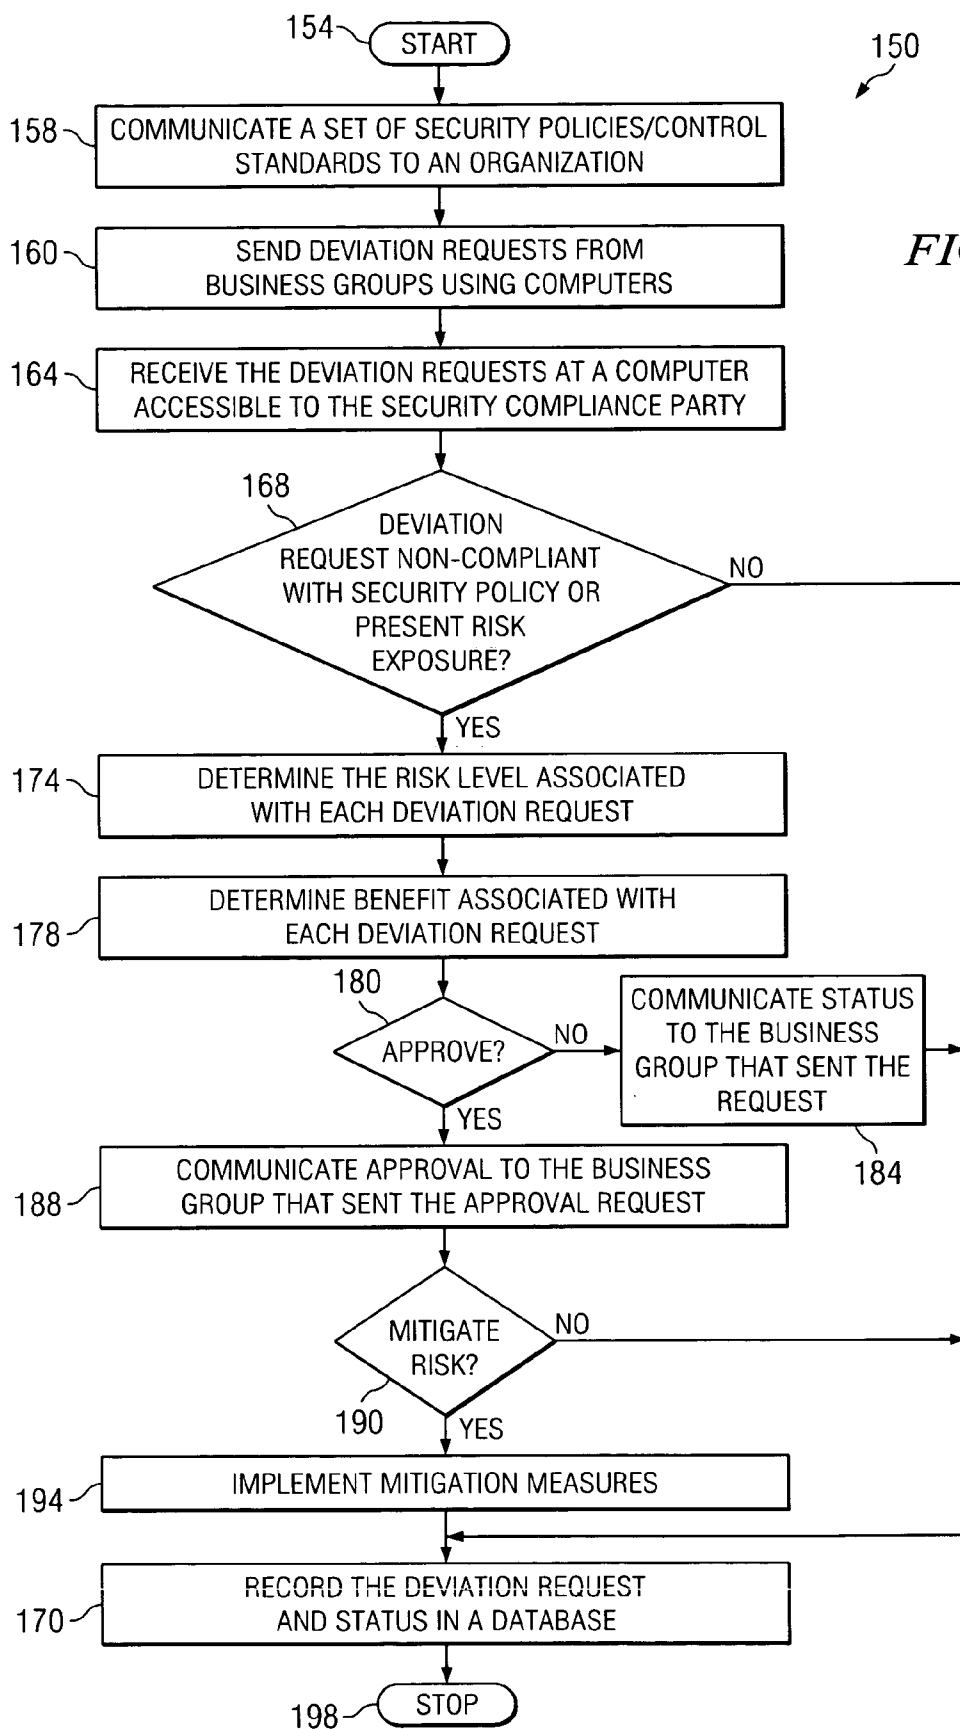 154
START
150
158
COMMUNICATE A SET OF SECURITY POLICIES/CONTROL
STANDARDS TO AN ORGANIZATION
160
SEND DEVIATION REQUESTS FROM
BUSINESS GROUPS USING COMPUTERS
FIG
164
RECEIVE THE DEVIATION REQUESTS AT A COMPUTER
ACCESSIBLE TO THE SECURITY COMPLIANCE PARTY
168
DEVIATION
REQUEST NON-COMPLIANT
WITH SECURITY POLICY OR
PRESENT RISK
EXPOSURE?
NO
YES
174
DETERMINE THE RISK LEVEL ASSOCIATED
WITH EACH DEVIATION REQUEST
178
DETERMINE BENEFIT ASSOCIATED WITH
EACH DEVIATION REQUEST
180
APPROVE?
NO
COMMUNICATE STATUS
TO THE BUSINESS
GROUP THAT SENT THE
REQUEST
184
YES
188
COMMUNICATE APPROVAL TO THE BUSINESS
GROUP THAT SENT THE APPROVAL REQUEST
MITIGATE
RISK?
NO
190
YES
194
IMPLEMENT MITIGATION MEASURES
170
RECORD THE DEVIATION REQUEST
AND STATUS IN A DATABASE
198
STOP